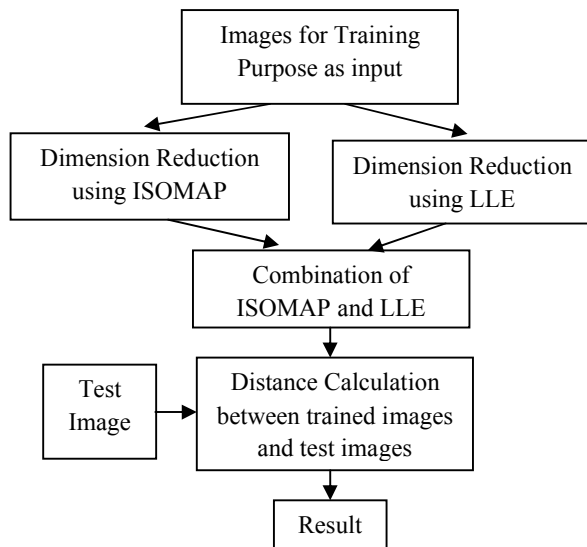 Images for Training
Purpose as input
Dimension Reduction
using ISOMAP
Dimension Reduction
using LLE
Combination of
ISOMAP and LLE
Test
Image
Distance Calculation
between trained images
and test images
Result